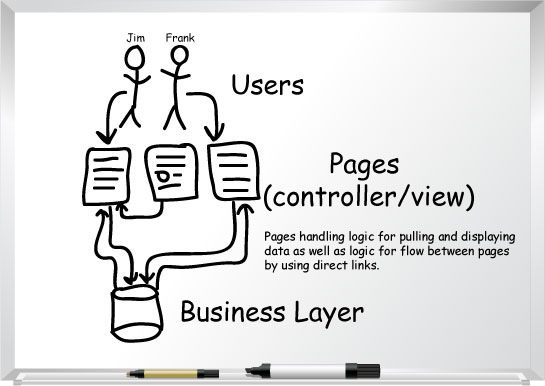 Jim Frank
Users
Pages
(controller/view)
Pages handling logic for pulling and displaying
data as well as logic for flow between pages
by using direct links.
Business Layer